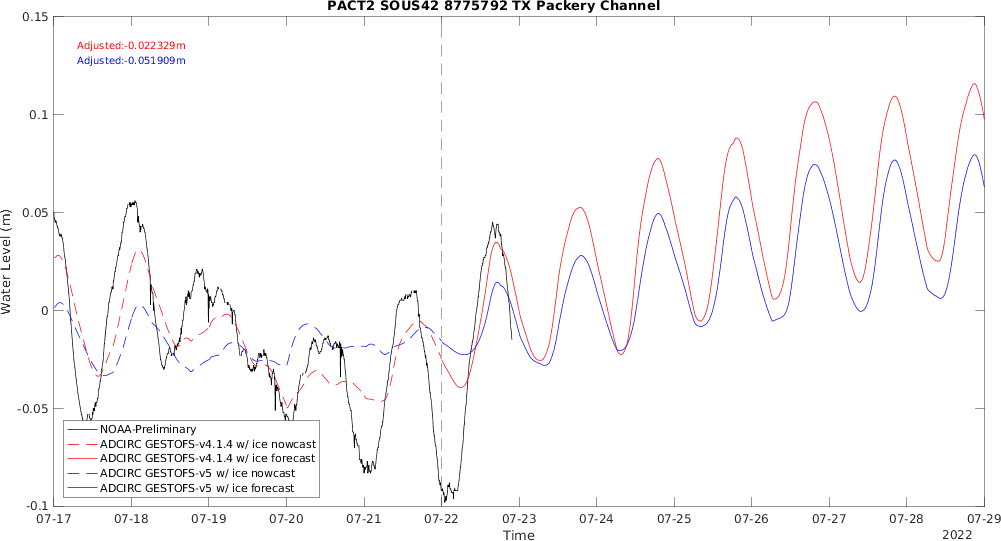 PACT2 SOUS42 8775792 TX Packery Channel
0.15
Adjusted:-0.022329m
Adjusted:-0.051909m
0.1
0.05
Water Level (m)
0
-0.05
NOAA-Preliminary
ADCIRC GESTOFS-v4.1.4 w/ ice nowcast
ADCIRC GESTOFS-v4.1.4 w/ ice forecast
ADCIRC GESTOFS-v5 w/ ice nowcast
ADCIRC GESTOFS-v5 w/ ice forecast
-0.1
07-17 07-18 07-19 07-20 07-21 07-22 07-23 07-24 07-25 07-26 07-27 07-28 07-29
Time
2022